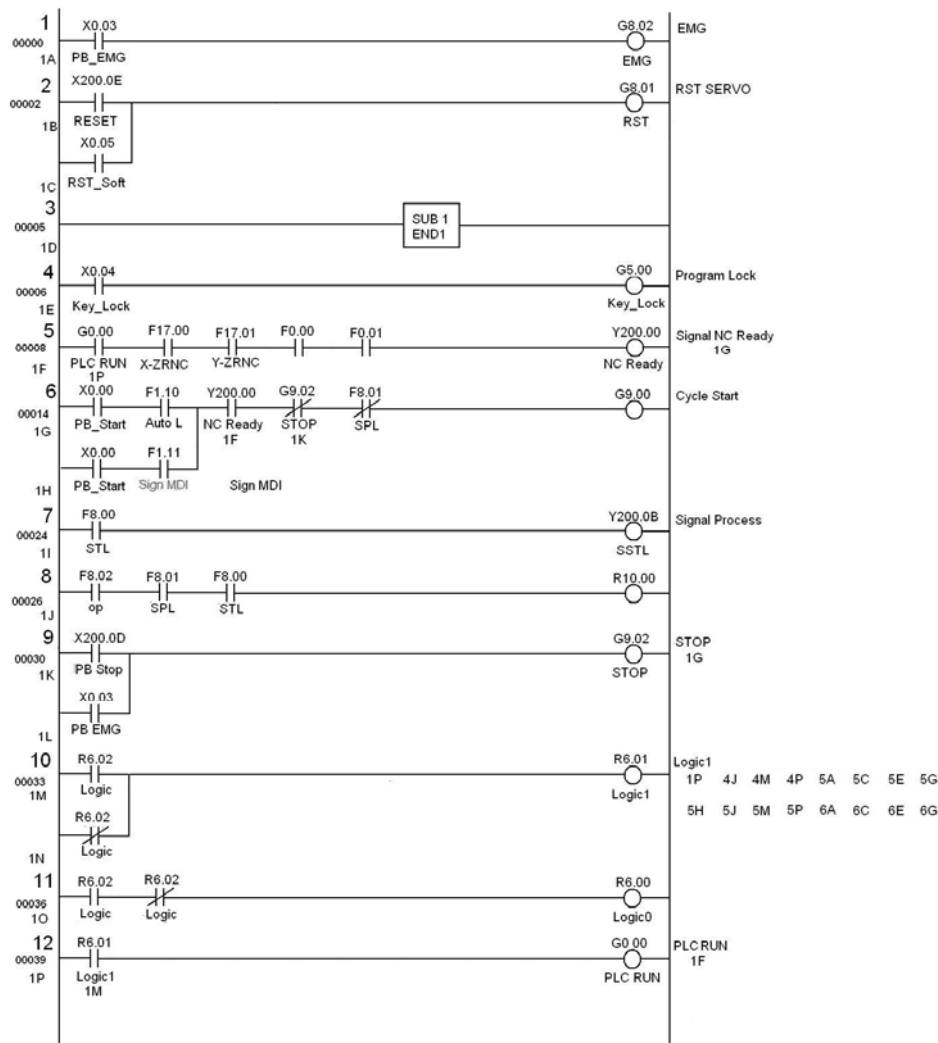 1
X0.03 G8.02 EMG
00000
1A PB_EMG EMG
2 X200.0E G8.01 RST SERVO
00002
1B RESET RST
X0.05
1C RST_Soft
3
00005 SUB 1
END1
1D
4 X0.04 G5.00 Program Lock
00006
1E Key_Lock Key_Lock
5 G0.00 F17.00 F17.01 F0.00 F0.01 Y200.00 Signal NC Ready
00008 1G
1F PLC RUN X-ZRNC Y-ZRNC NC Ready
1P
6 X0.00 F1.10 Y200.00 G9.02 F8.01 G9.00 Cycle Start
00014
1G PB_Start Auto L NC Ready STOP SPL
1F 1K
X0.00 F1.11
1H PB_Start Sign MDI Sign MDI
7 F8.00 Y200.0B Signal Process
00024
1I STL SSTL
8 F8.02 F8.01 F8.00 R10.00
00026
1J op SPL STL
9 X200.0D G9.02 STOP
00030 1G
1K PB Stop STOP
X0.03
1L PB EMG
10 R6.02 R6.01 Logic1
00033 1P 4J 4M 4P 5A 5C 5E 5G
1M Logic Logic1
5H 5J 5M 5P 6A 6C 6E 6G
R6.02
1N Logic
11 R6.02 R6.02 R6.00
00036
1O Logic Logic Logic0
12 R6.01 G0.00 PLC RUN
00039 1F
1P Logic1 PLC RUN
1M